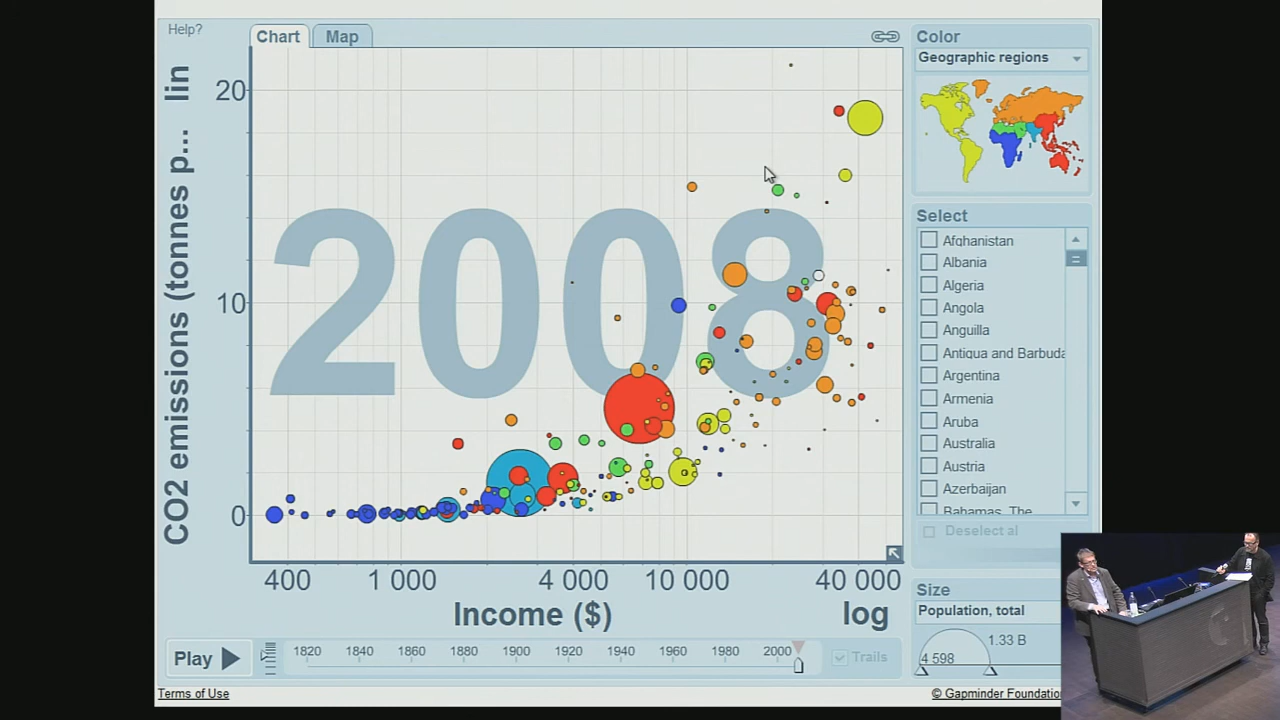 Help?
Chart
Map
CO2 emissions (tonnes p... lin
20
10
0
2008
400
1 000
4 000
10 000
40 000
Income ($)
log
Play
1820
1840
1860
1880
1900
1920
1940
1960
1980
2000
Trails
Terms of Use
© Gapminder Foundatio
Color
Geographic regions
Select
Afghanistan
Albania
Algeria
Angola
Anguilla
Antigua and Barbuda
Argentina
Armenia
Aruba
Australia
Austria
Azerbaijan
Bahamas, The
Deselect al
Size
Population, total
1.33 B
4 598